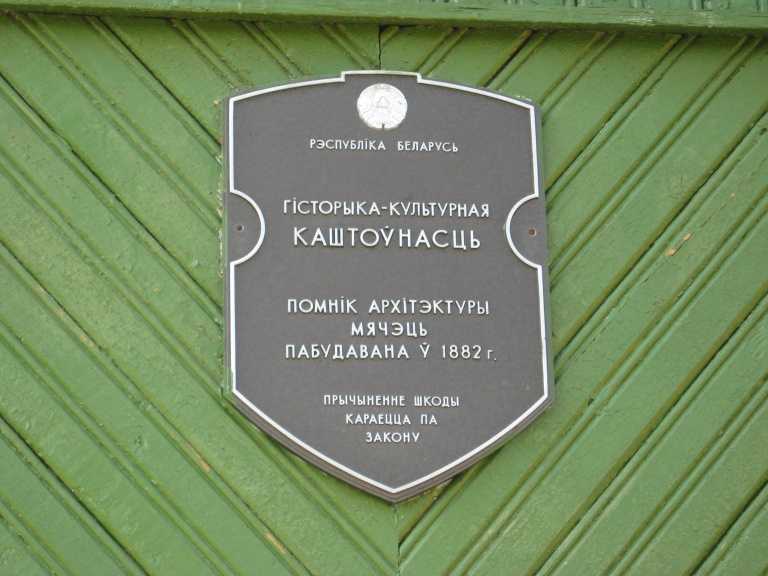 РЭСПУБЛІКА БЕЛАРУСЬ
ГІСТОРЫКА-КУЛЬТУРНАЯ
КАШТОЎНАСЦЬ
ПОМНІК АРХІТЭКТУРЫ
МЯЧЭЦЬ
ПАБУДАВАНА Ў 1882 г.
ПРЫЧЫНЕННЕ ШКОДЫ
КАРАЕЦЦА ПА
ЗАКОНУ